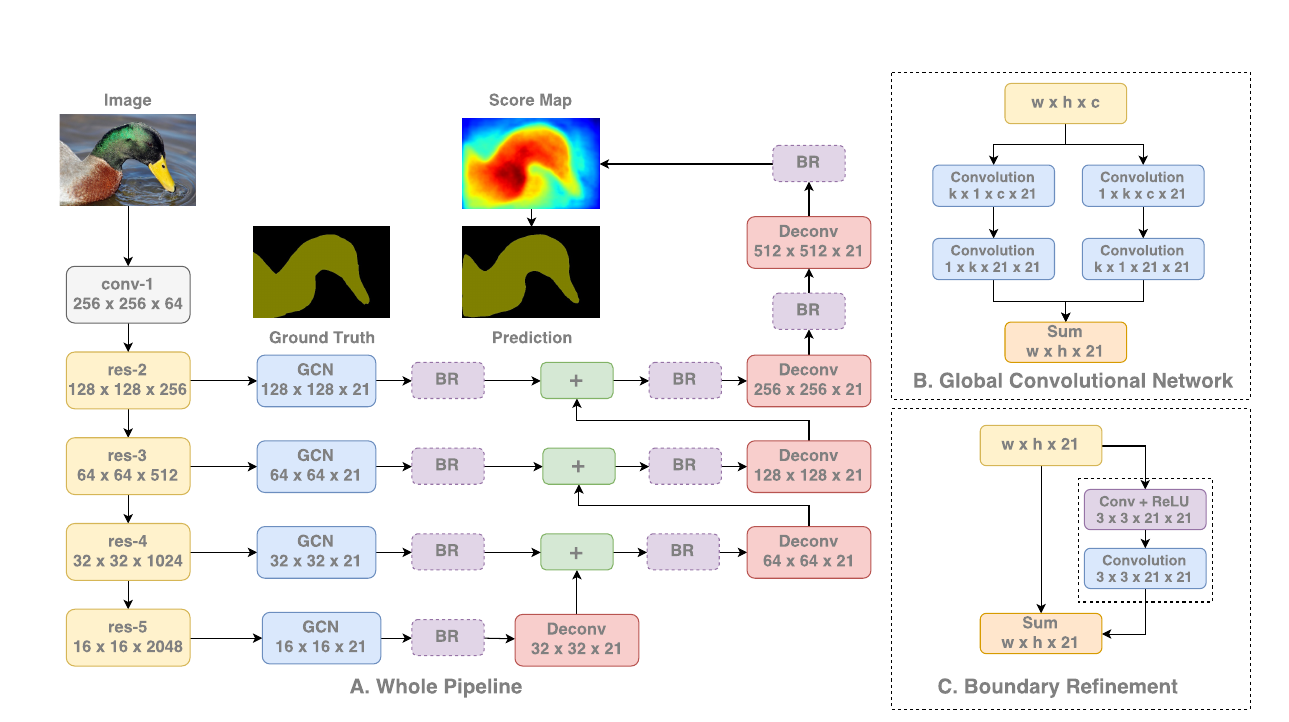 Image
Score Map
BR
Deconv
512 x 512 x 21
conv-1
256 x 256 x 64
BR
Ground Truth
Prediction
res-2
128 x 128 x 256
GCN
128 x 128 x 21
BR
+
BR
Deconv
256 x 256 x 21
res-3
64 x 64 x 512
GCN
64 x 64 x 21
BR
+
BR
Deconv
128 x 128 x 21
res-4
32 x 32 x 1024
GCN
32 x 32 x 21
BR
+
BR
Deconv
64 x 64 x 21
res-5
16 x 16 x 2048
GCN
16 x 16 x 21
BR
Deconv
32 x 32 x 21
A. Whole Pipeline
w x h x c
Convolution
k x 1 x c x 21
Convolution
1 x k x c x 21
Convolution
1 x k x 21 x 21
Convolution
k x 1 x 21 x 21
Sum
w x h x 21
B. Global Convolutional Network
w x h x 21
Conv + ReLU
3 x 3 x 21 x 21
Convolution
3 x 3 x 21 x 21
Sum
w x h x 21
C. Boundary Refinement